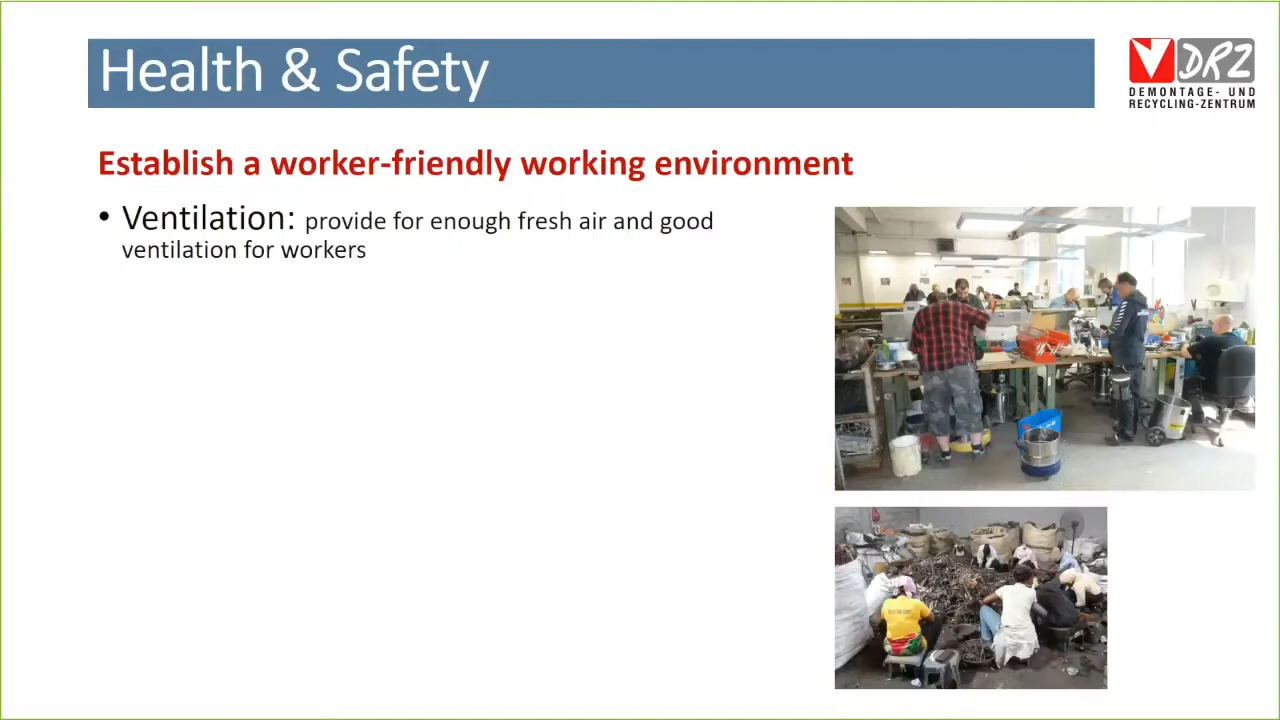 Health & Safety
DRZ
DEMONTAGE- UND
RECYCLING-ZENTRUM
Establish a worker-friendly working environment
• Ventilation: provide for enough fresh air and good
ventilation for workers